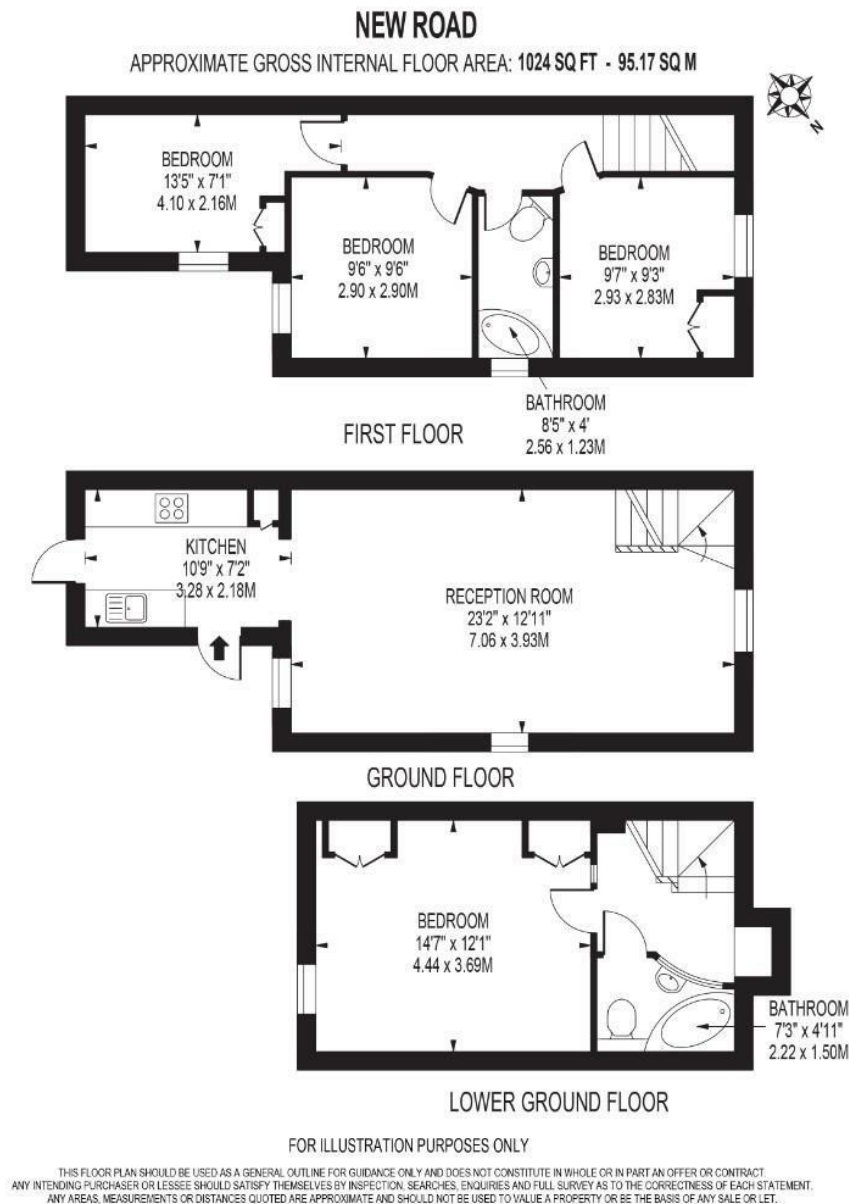 NEW ROAD
APPROXIMATE GROSS INTERNAL FLOOR AREA: 1024 SQ FT - 95.17 SQ M
N
BEDROOM
13'5" x 7'1"
4.10 x 2.16M
BEDROOM
9'6" x 9'6"
2.90 x 2.90M
BEDROOM
9'7" x 9'3"
2.93 x 2.83M
BATHROOM
8'5" x 4'
2.56 x 1.23M
FIRST FLOOR
KITCHEN
10'9" x 7'2"
3.28 x 2.18M
RECEPTION ROOM
23'2" x 12'11"
7.06 x 3.93M
GROUND FLOOR
BEDROOM
14'7" x 12'1"
4.44 x 3.69M
BATHROOM
7'3" x 4'11"
2.22 x 1.50M
LOWER GROUND FLOOR
FOR ILLUSTRATION PURPOSES ONLY
THIS FLOOR PLAN SHOULD BE USED AS A GENERAL OUTLINE FOR GUIDANCE ONLY AND DOES NOT CONSTITUTE IN WHOLE OR IN PART AN OFFER OR CONTRACT.
ANY INTENDING PURCHASER OR LESSEE SHOULD SATISFY THEMSELVES BY INSPECTION, SEARCHES, ENQUIRIES AND FULL SURVEY AS TO THE CORRECTNESS OF EACH STATEMENT.
ANY AREAS, MEASUREMENTS OR DISTANCES QUOTED ARE APPROXIMATE AND SHOULD NOT BE USED TO VALUE A PROPERTY OR BE THE BASIS OF ANY SALE OR LET.